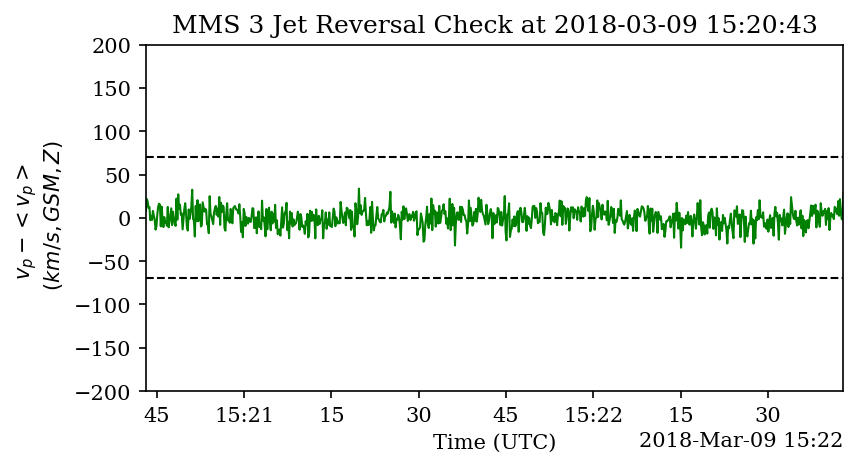 MMS 3 Jet Reversal Check at 2018-03-09 15:20:43
200
150
100
50
0
−50
−100
−150
−200
v_p − < v_p >
(km/s, GSM, Z)
45 15:21 15 30 45 15:22 15 30
Time (UTC)
2018-Mar-09 15:22